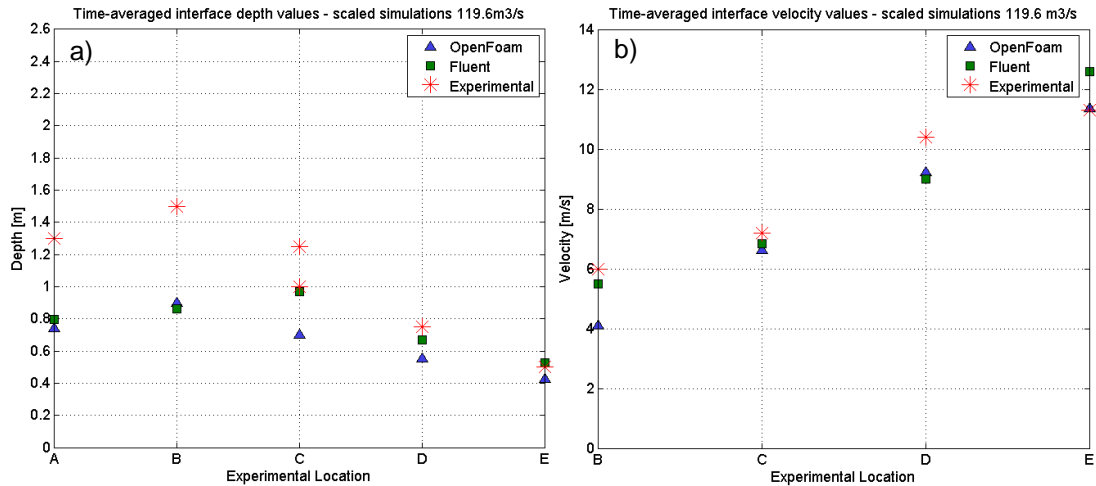 Time-averaged interface depth values - scaled simulations 119.6m3/s
a)
OpenFoam
Fluent
Experimental
Depth [m]
2.6
2.4
2.2
2
1.8
1.6
1.4
1.2
1
0.8
0.6
0.4
0.2
0
A B C D E
Experimental Location
Time-averaged interface velocity values - scaled simulations 119.6 m3/s
b)
OpenFoam
Fluent
Experimental
Velocity [m/s]
14
12
10
8
6
4
2
0
B C D E
Experimental Location